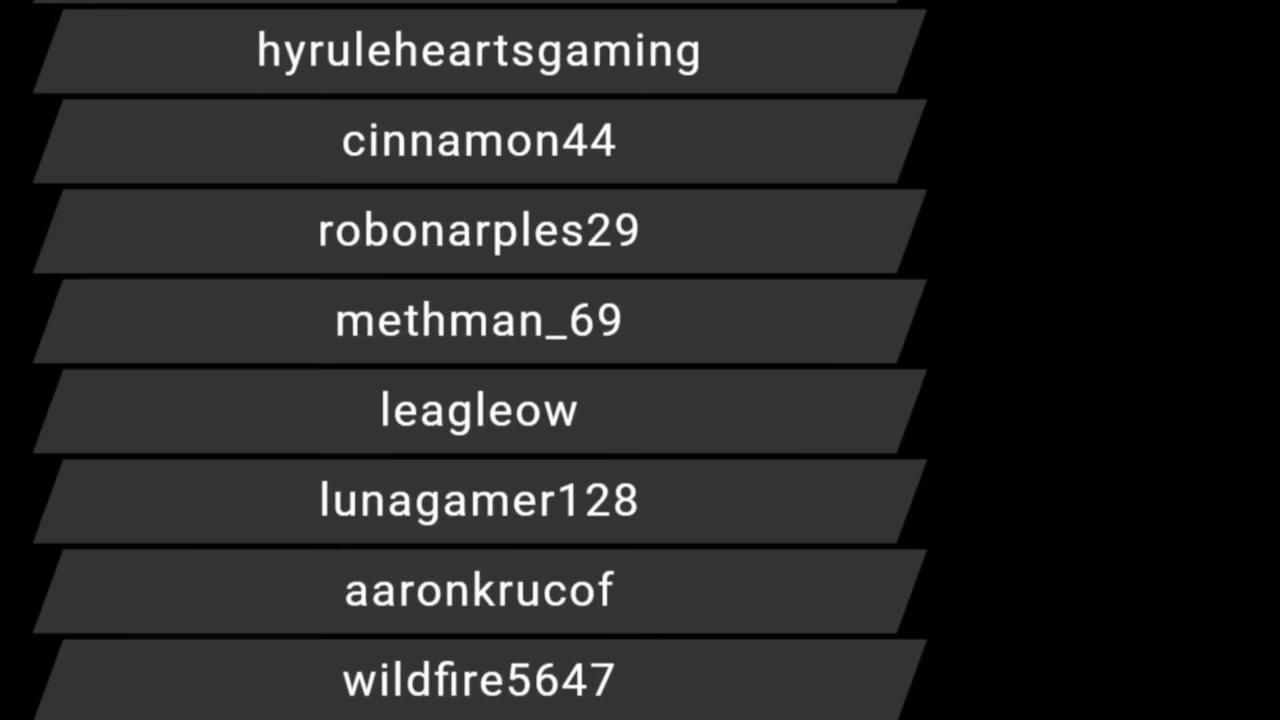 hyruleheartsgaming
cinnamon44
robonarples29
methman_69
leagleow
lunagamer128
aaronkrucof
wildfire5647